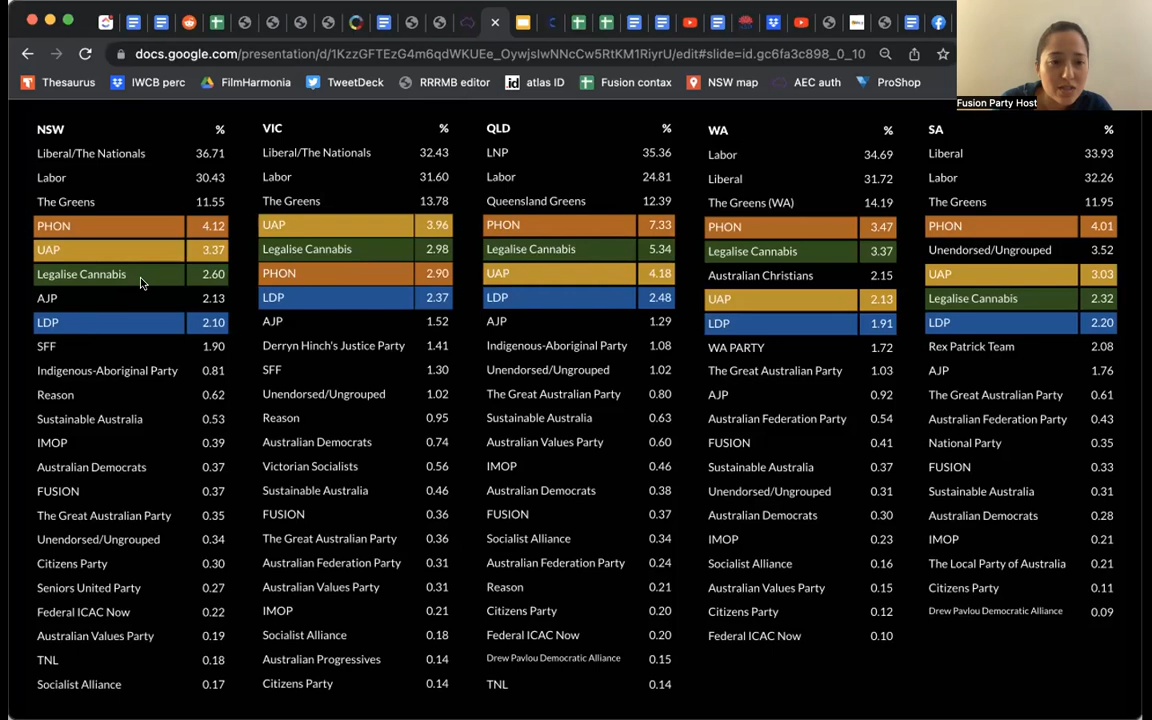 docs.google.com/presentation/d/1KzzGFTEzG4m6qdWKUEe_OywjsIwNNcCw5RtKM1RiyrU/edit#slide=id.gc6fa3c898_0_10
Thesaurus IWCB perc FilmHarmonia TweetDeck RRRMB editor id atlas ID Fusion contax NSW map AEC auth ProShop
Fusion Party Host
NSW %
Liberal/The Nationals 36.71
Labor 30.43
The Greens 11.55
PHON 4.12
UAP 3.37
Legalise Cannabis 2.60
AJP 2.13
LDP 2.10
SFF 1.90
Indigenous-Aboriginal Party 0.81
Reason 0.62
Sustainable Australia 0.53
IMOP 0.39
Australian Democrats 0.37
FUSION 0.37
The Great Australian Party 0.35
Unendorsed/Ungrouped 0.34
Citizens Party 0.30
Seniors United Party 0.27
Federal ICAC Now 0.22
Australian Values Party 0.19
TNL 0.18
Socialist Alliance 0.17
VIC %
Liberal/The Nationals 32.43
Labor 31.60
The Greens 13.78
UAP 3.96
Legalise Cannabis 2.98
PHON 2.90
LDP 2.37
AJP 1.52
Derryn Hinch's Justice Party 1.41
SFF 1.30
Unendorsed/Ungrouped 1.02
Reason 0.95
Australian Democrats 0.74
Victorian Socialists 0.56
Sustainable Australia 0.46
FUSION 0.36
The Great Australian Party 0.36
Australian Federation Party 0.31
Australian Values Party 0.31
IMOP 0.21
Socialist Alliance 0.18
Australian Progressives 0.14
Citizens Party 0.14
QLD %
LNP 35.36
Labor 24.81
Queensland Greens 12.39
PHON 7.33
Legalise Cannabis 5.34
UAP 4.18
LDP 2.48
AJP 1.29
Indigenous-Aboriginal Party 1.08
Unendorsed/Ungrouped 1.02
The Great Australian Party 0.80
Sustainable Australia 0.63
Australian Values Party 0.60
IMOP 0.46
Australian Democrats 0.38
FUSION 0.37
Socialist Alliance 0.34
Australian Federation Party 0.24
Reason 0.21
Citizens Party 0.20
Federal ICAC Now 0.20
Drew Pavlou Democratic Alliance 0.15
TNL 0.14
WA %
Labor 34.69
Liberal 31.72
The Greens (WA) 14.19
PHON 3.47
Legalise Cannabis 3.37
Australian Christians 2.15
UAP 2.13
LDP 1.91
WA PARTY 1.72
The Great Australian Party 1.03
AJP 0.92
Australian Federation Party 0.54
FUSION 0.41
Sustainable Australia 0.37
Unendorsed/Ungrouped 0.31
Australian Democrats 0.30
IMOP 0.23
Socialist Alliance 0.16
Australian Values Party 0.15
Citizens Party 0.12
Federal ICAC Now 0.10
SA %
Liberal 33.93
Labor 32.26
The Greens 11.95
PHON 4.01
Unendorsed/Ungrouped 3.52
UAP 3.03
Legalise Cannabis 2.32
LDP 2.20
Rex Patrick Team 2.08
AJP 1.76
The Great Australian Party 0.61
Australian Federation Party 0.43
National Party 0.35
FUSION 0.33
Sustainable Australia 0.31
Australian Democrats 0.28
IMOP 0.21
The Local Party of Australia 0.21
Citizens Party 0.11
Drew Pavlou Democratic Alliance 0.09